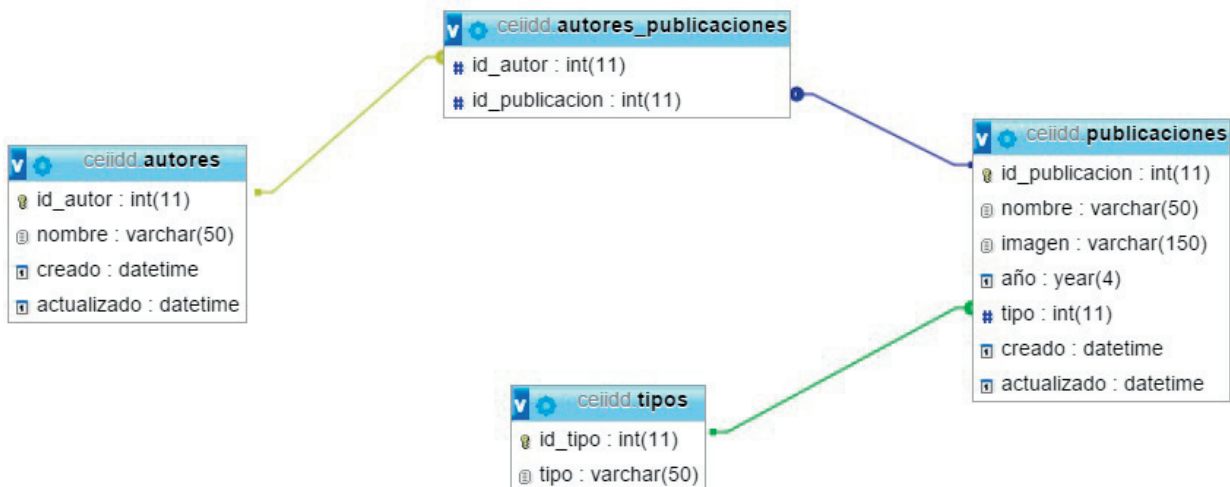 ceiidd.autores_publicaciones
id_autor : int(11)
id_publicacion : int(11)
ceiidd.autores
id_autor : int(11)
nombre : varchar(50)
creado : datetime
actualizado : datetime
ceiidd.publicaciones
id_publicacion : int(11)
nombre : varchar(50)
imagen : varchar(150)
año : year(4)
tipo : int(11)
creado : datetime
actualizado : datetime
ceiidd.tipos
id_tipo : int(11)
tipo : varchar(50)